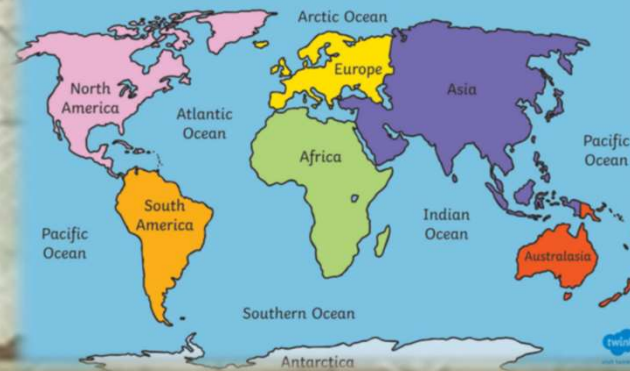 Arctic Ocean
North
America
Europe
Asia
Atlantic
Ocean
Pacific
Ocean
Africa
South
America
Indian
Ocean
Pacific
Ocean
Australasia
Southern Ocean
Antarctica